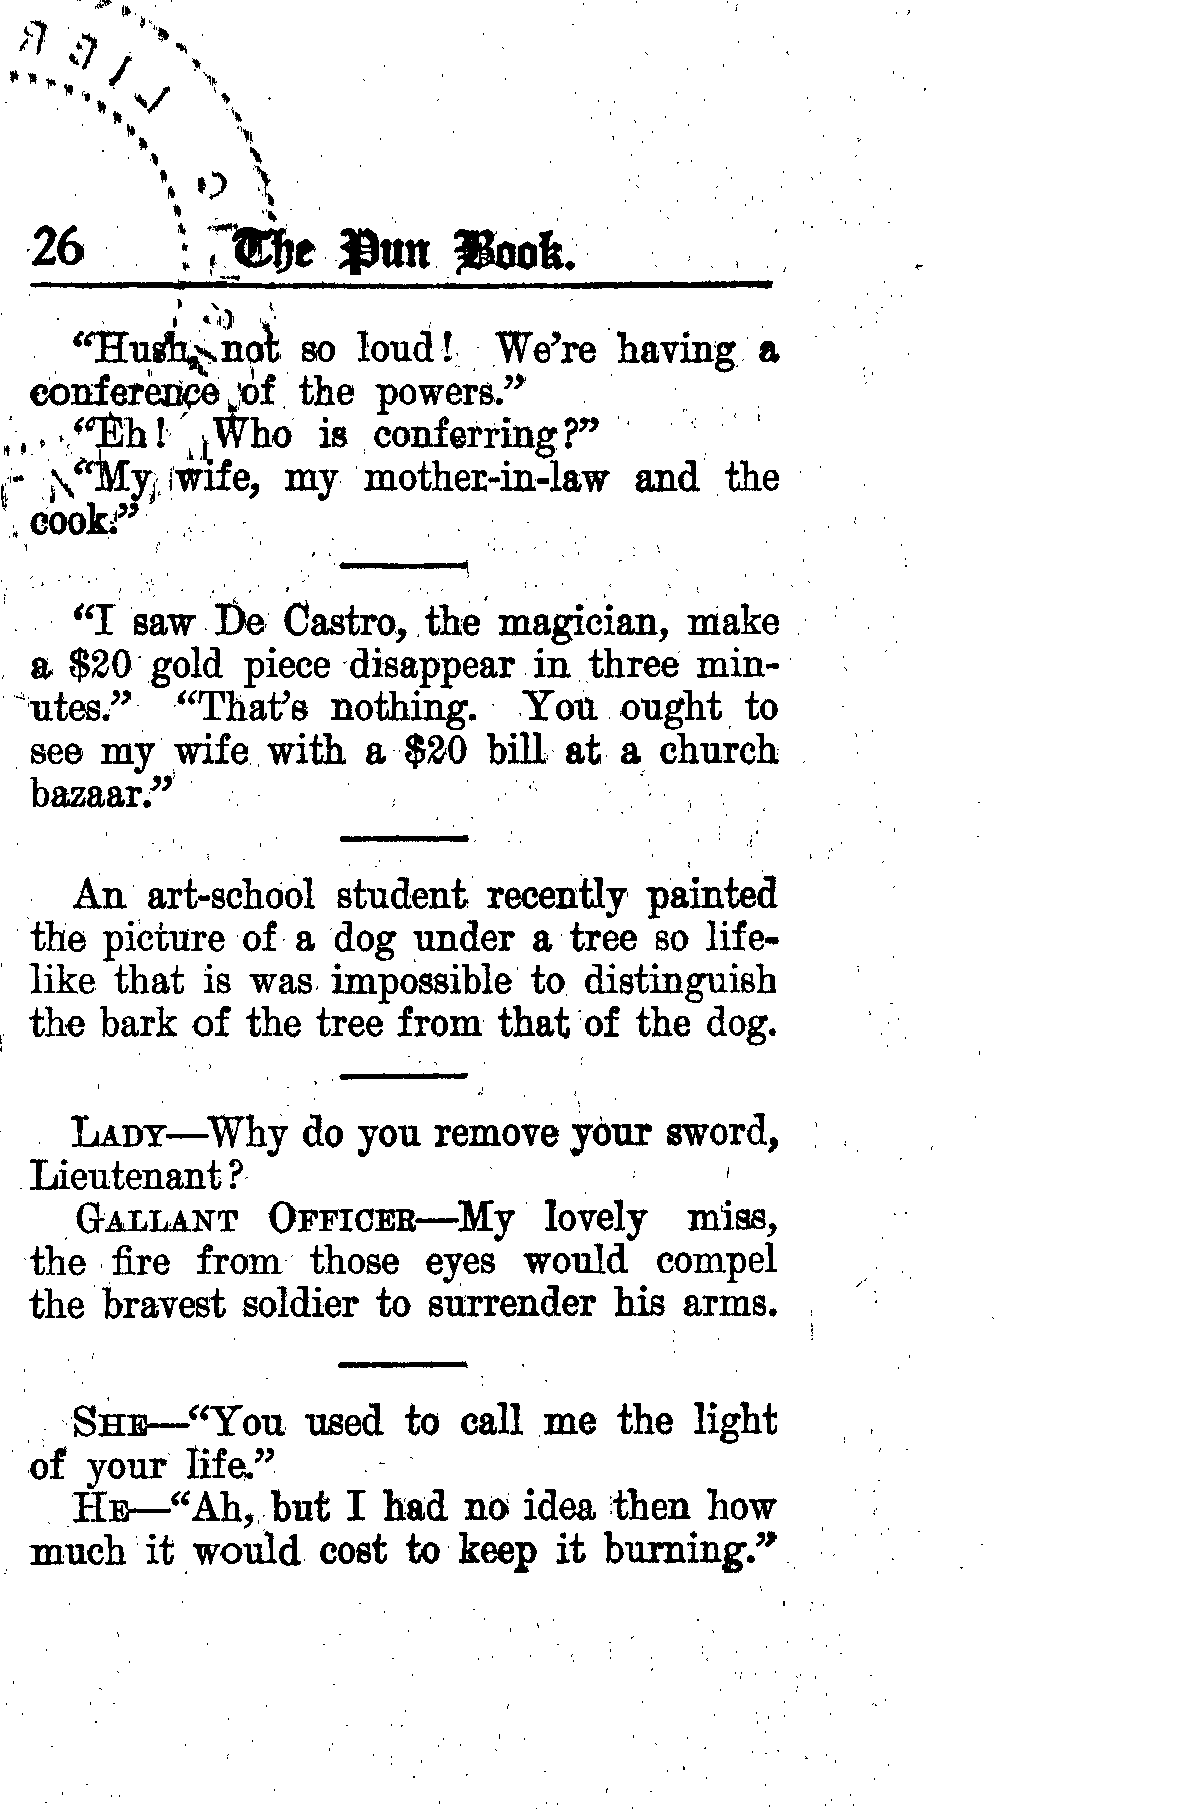 26 The Pun Book.
“Hush, not so loud! We’re having a
conference of the powers.”
“Eh! Who is conferring?”
“My wife, my mother-in-law and the
cook.”
“I saw De Castro, the magician, make
a $20 gold piece disappear in three min-
utes.” “That’s nothing. You ought to
see my wife with a $20 bill at a church
bazaar.”
An art-school student recently painted
the picture of a dog under a tree so life-
like that is was impossible to distinguish
the bark of the tree from that of the dog.
LADY—Why do you remove your sword,
Lieutenant?
GALLANT OFFICER—My lovely miss,
the fire from those eyes would compel
the bravest soldier to surrender his arms.
SHE—“You used to call me the light
of your life.”
HE—“Ah, but I had no idea then how
much it would cost to keep it burning.”